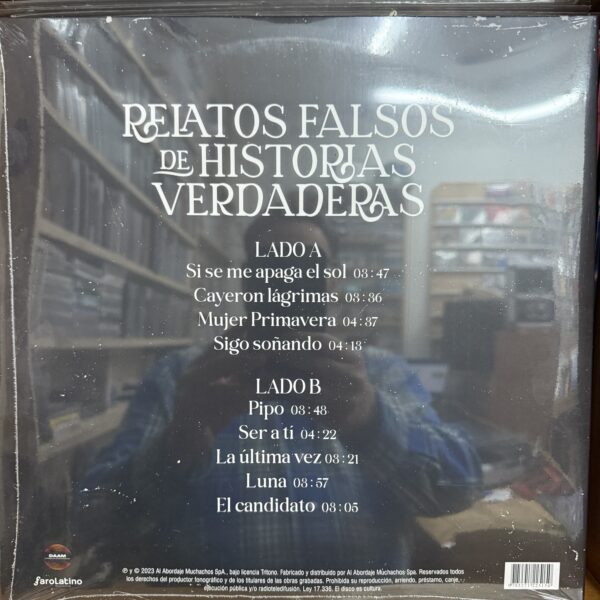 RELATOS FALSOS
DE HISTORIAS
VERDADERAS
LADO A
Si se me apaga el sol 03:47
Cayeron lágrimas 03:36
Mujer Primavera 04:37
Sigo soñando 04:13
LADO B
Pipo 03:48
Ser a ti 04:22
La última vez 03:21
Luna 03:57
El candidato 03:05
DAAM
FaroLatino
℗ y © 2023 Al Abordaje Muchachos SpA., bajo licencia Tritono. Fabricado y distribuido por Al Abordaje Muchachos Spa. Reservados todos
los derechos del productor fonográfico y de los titulares de las obras grabadas. Prohibida su reproducción, arriendo, préstamo, canje,
ejecución pública y/o radioteledifusión. Ley 17.336. El disco es cultura.